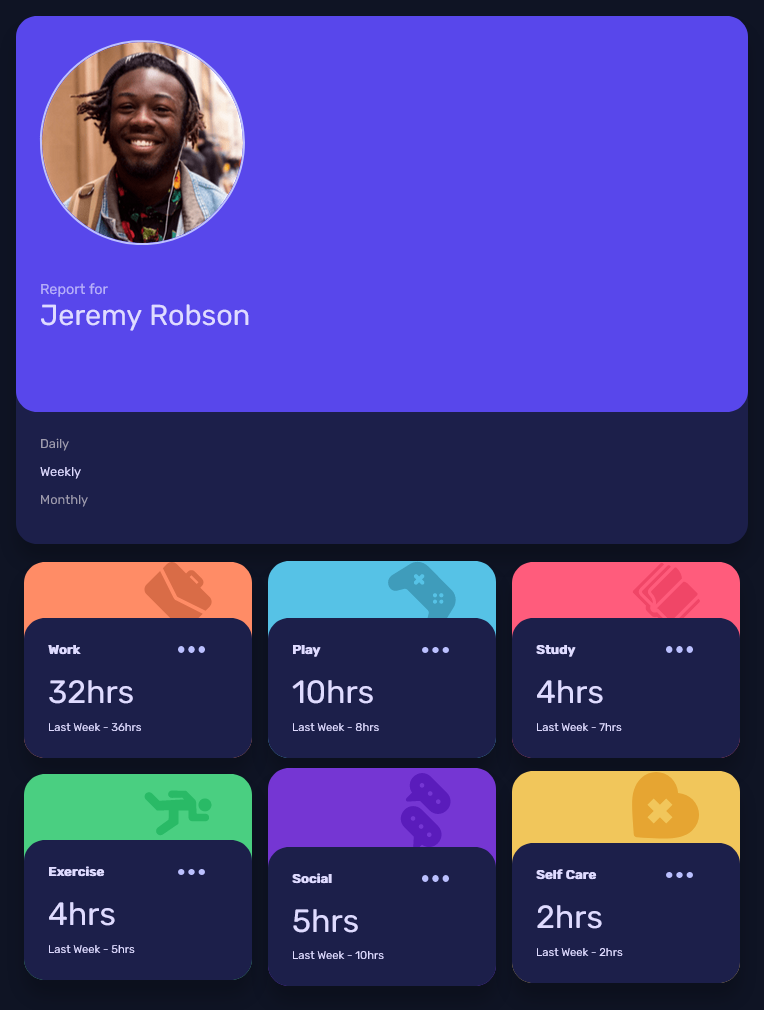 Report for
Jeremy Robson
Daily
Weekly
Monthly
Work
32hrs
Last Week - 36hrs
Play
10hrs
Last Week - 8hrs
Study
4hrs
Last Week - 7hrs
Exercise
4hrs
Last Week - 5hrs
Social
5hrs
Last Week - 10hrs
Self Care
2hrs
Last Week - 2hrs